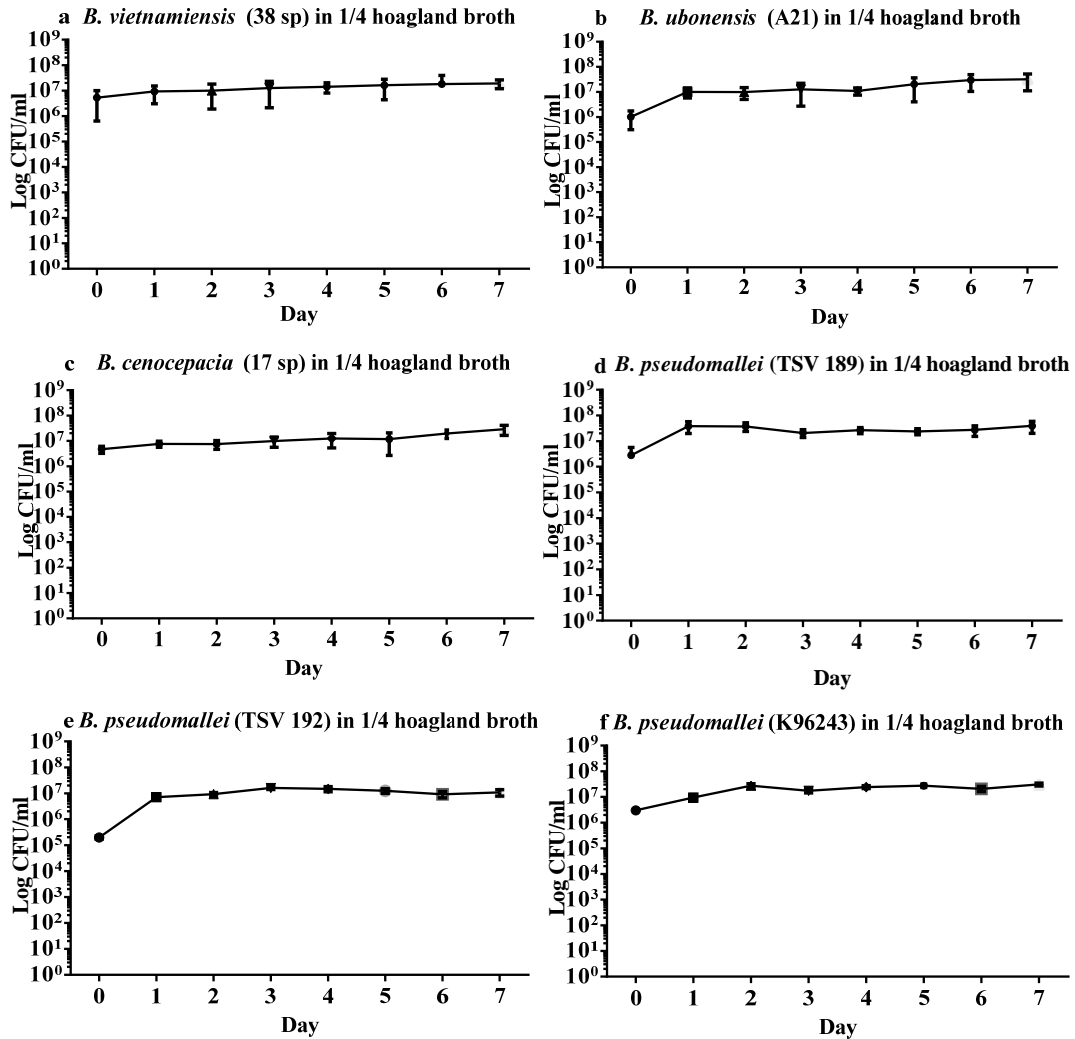 a B. vietnamiensis (38 sp) in 1/4 hoagland broth
10⁹
10⁸
10⁷
10⁶
10⁵
10⁴
10³
10²
10¹
10⁰
Log CFU/ml
0 1 2 3 4 5 6 7
Day
b B. ubonensis (A21) in 1/4 hoagland broth
10⁹
10⁸
10⁷
10⁶
10⁵
10⁴
10³
10²
10¹
10⁰
Log CFU/ml
0 1 2 3 4 5 6 7
Day
c B. cenocepacia (17 sp) in 1/4 hoagland broth
10⁹
10⁸
10⁷
10⁶
10⁵
10⁴
10³
10²
10¹
10⁰
Log CFU/ml
0 1 2 3 4 5 6 7
Day
d B. pseudomallei (TSV 189) in 1/4 hoagland broth
10⁹
10⁸
10⁷
10⁶
10⁵
10⁴
10³
10²
10¹
10⁰
Log CFU/ml
0 1 2 3 4 5 6 7
Day
e B. pseudomallei (TSV 192) in 1/4 hoagland broth
10⁹
10⁸
10⁷
10⁶
10⁵
10⁴
10³
10²
10¹
10⁰
Log CFU/ml
0 1 2 3 4 5 6 7
Day
f B. pseudomallei (K96243) in 1/4 hoagland broth
10⁹
10⁸
10⁷
10⁶
10⁵
10⁴
10³
10²
10¹
10⁰
Log CFU/ml
0 1 2 3 4 5 6 7
Day